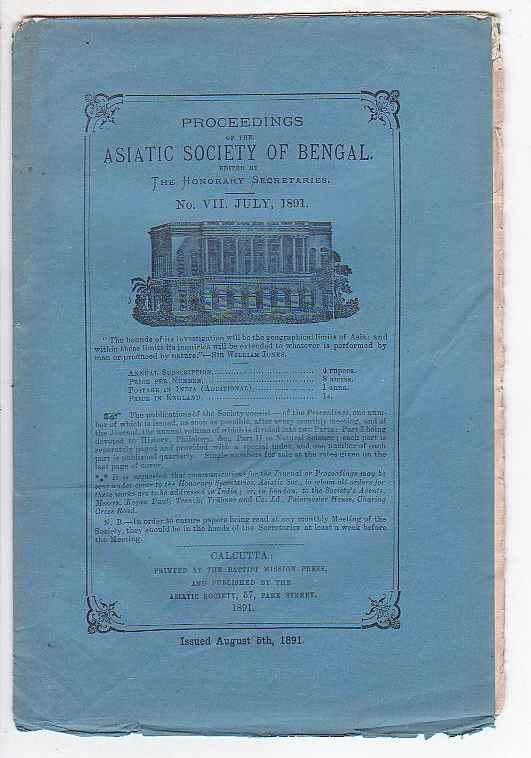 PROCEEDINGS
OF THE
ASIATIC SOCIETY OF BENGAL.
EDITED BY
THE HONORARY SECRETARIES.
No. VII. JULY, 1891.
"The bounds of its investigation will be the geographical limits of Asia: and
within these limits its inquiries will be extended to whatever is performed by
man or produced by nature."—SIR WILLIAM JONES.
ANNUAL SUBSCRIPTION, 4 rupees.
PRICE PER NUMBER, 8 annas.
POSTAGE IN INDIA (ADDITIONAL), 1 anna.
PRICE IN ENGLAND, 1s.
The publications of the Society consist—of the Proceedings, one num-
ber of which is issued, as soon as possible, after every monthly meeting, and of
the Journal, the annual volume of which is divided into two Parts: Part I being
devoted to History, Philology, &c., Part II to Natural Science; each part is
separately paged and provided with a special index, and one number of each
part is published quarterly. Single numbers for sale at the rates given on the
last page of cover.
*** It is requested that communications for the Journal or Proceedings may be
sent under cover to the Honorary Secretaries, Asiatic Soc., to whom all orders for
these works are to be addressed in India; or, in London, to the Society's Agents,
Messrs. Kegan Paul, Trench, Trübner and Co. Ld., Paternoster House, Charing
Cross Road.
N. B.—In order to ensure papers being read at any monthly Meeting of the
Society, they should be in the hands of the Secretaries at least a week before
the Meeting.
CALCUTTA:
PRINTED AT THE BAPTIST MISSION PRESS,
AND PUBLISHED BY THE
ASIATIC SOCIETY, 57, PARK STREET.
1891.
Issued August 5th, 1891.